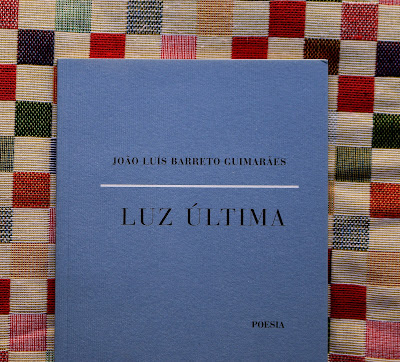 JOÃO LUÍS BARRETO GUIMARÃES
LUZ ÚLTIMA
POESIA